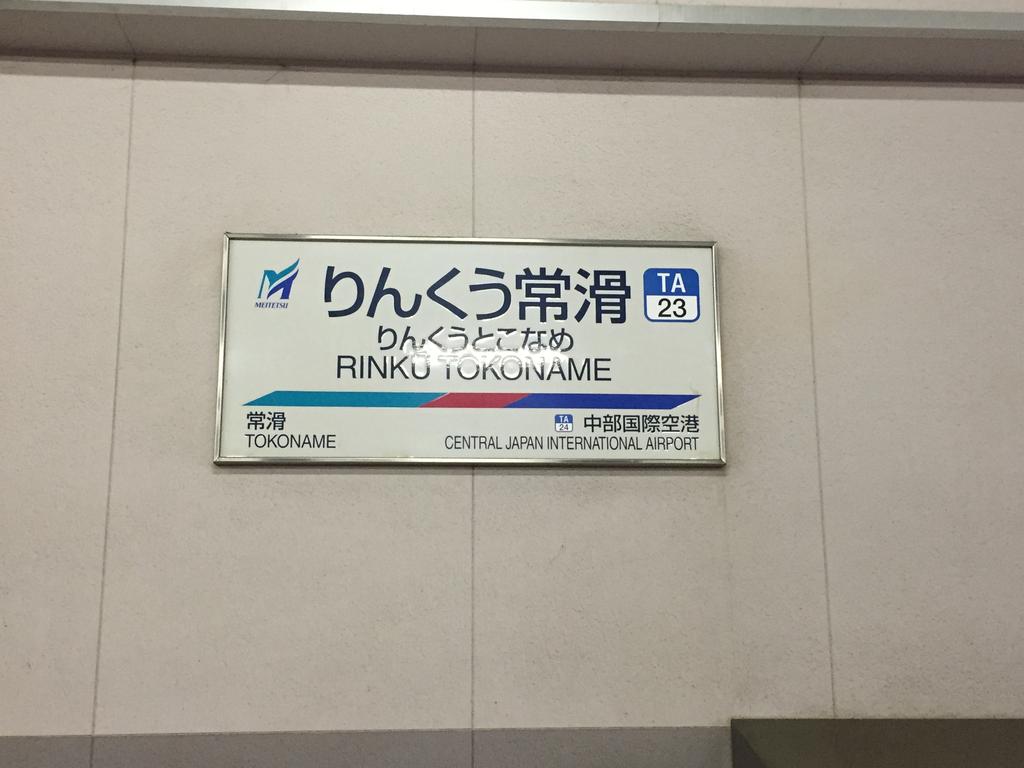 MEITETSU
りんくう常滑
TA
23
りんくうとこなめ
RINKŪ TOKONAME
常滑
TOKONAME
TA
24
中部国際空港
CENTRAL JAPAN INTERNATIONAL AIRPORT